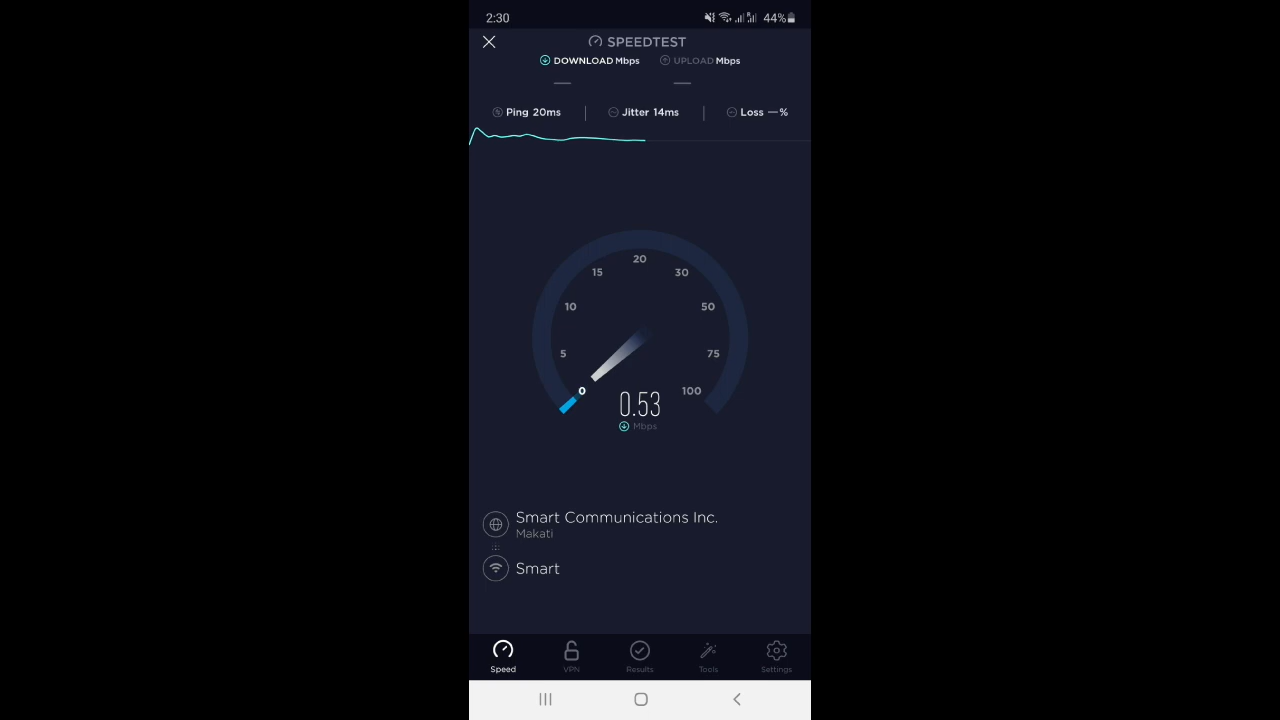 2:30
44%
SPEEDTEST
DOWNLOAD Mbps
UPLOAD Mbps
Ping 20ms
Jitter 14ms
Loss — %
20
15
30
10
50
5
75
0
100
0.53
Mbps
Smart Communications Inc.
Makati
Smart
Speed
VPN
Results
Tools
Settings